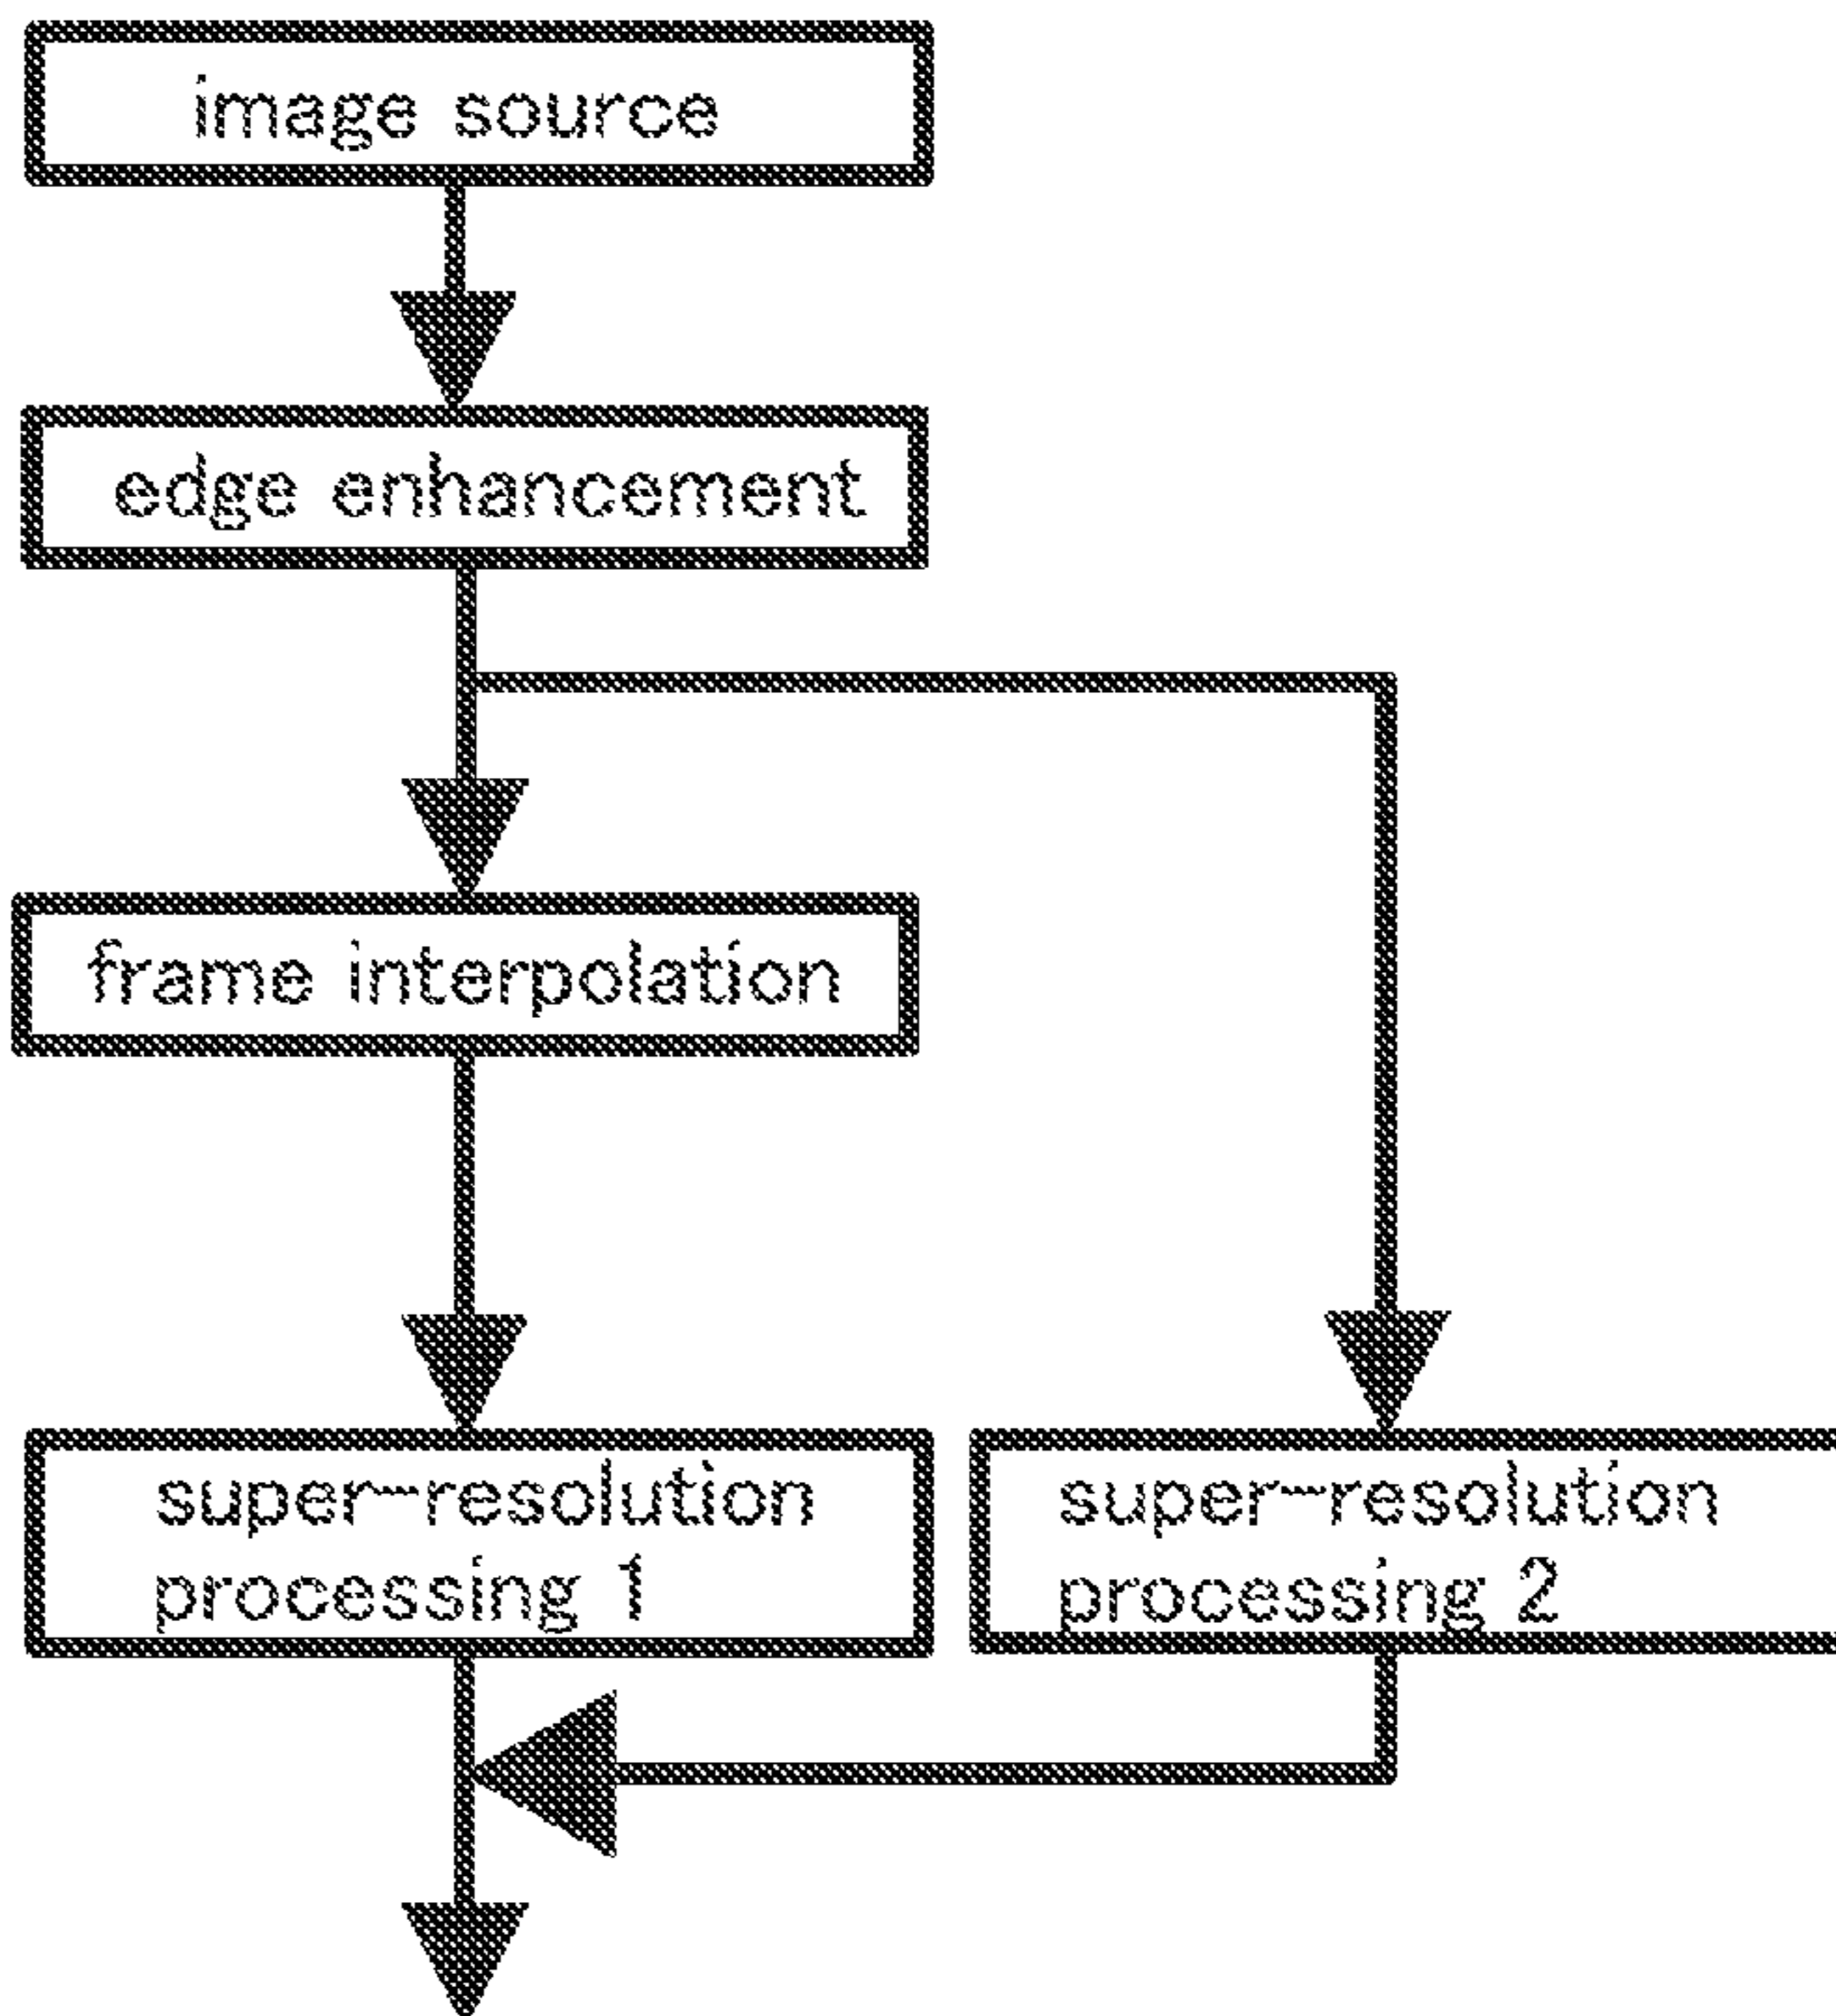 image source
edge enhancement
frame interpolation
super-resolution
processing 1
super-resolution
processing 2